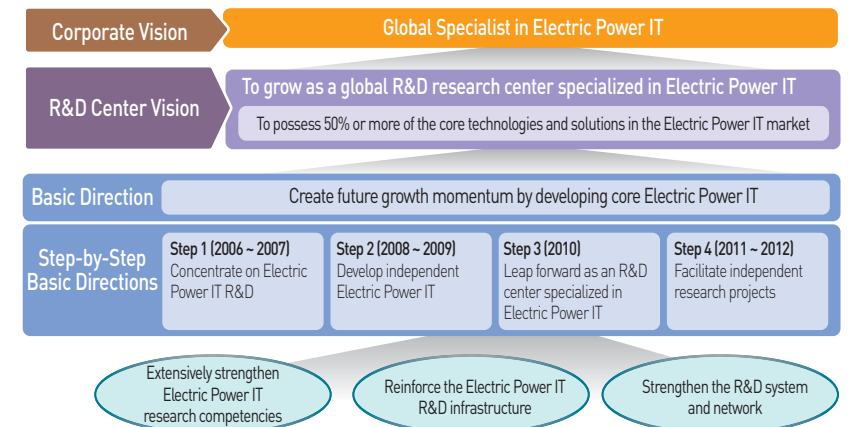 Corporate Vision
Global Specialist in Electric Power IT
R&D Center Vision
To grow as a global R&D research center specialized in Electric Power IT
To possess 50% or more of the core technologies and solutions in the Electric Power IT market
Basic Direction
Create future growth momentum by developing core Electric Power IT
Step-by-Step
Basic Directions
Step 1 (2006 ~ 2007)
Concentrate on Electric
Power IT R&D
Step 2 (2008 ~ 2009)
Develop independent
Electric Power IT
Step 3 (2010)
Leap forward as an R&D
center specialized in
Electric Power IT
Step 4 (2011 ~ 2012)
Facilitate independent
research projects
Extensively strengthen
Electric Power IT
research competencies
Reinforce the Electric Power IT
R&D infrastructure
Strengthen the R&D system
and network